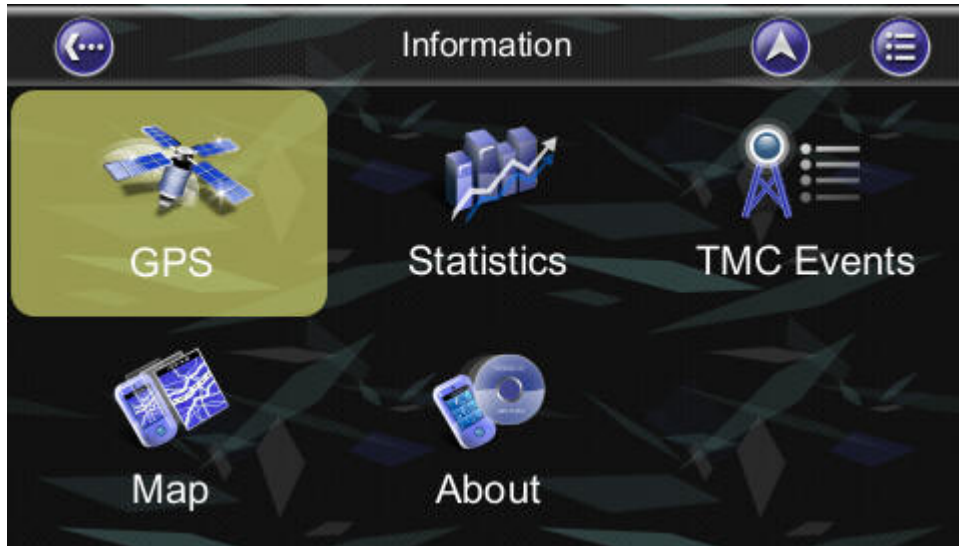 Information
GPS
Statistics
TMC Events
Map
About